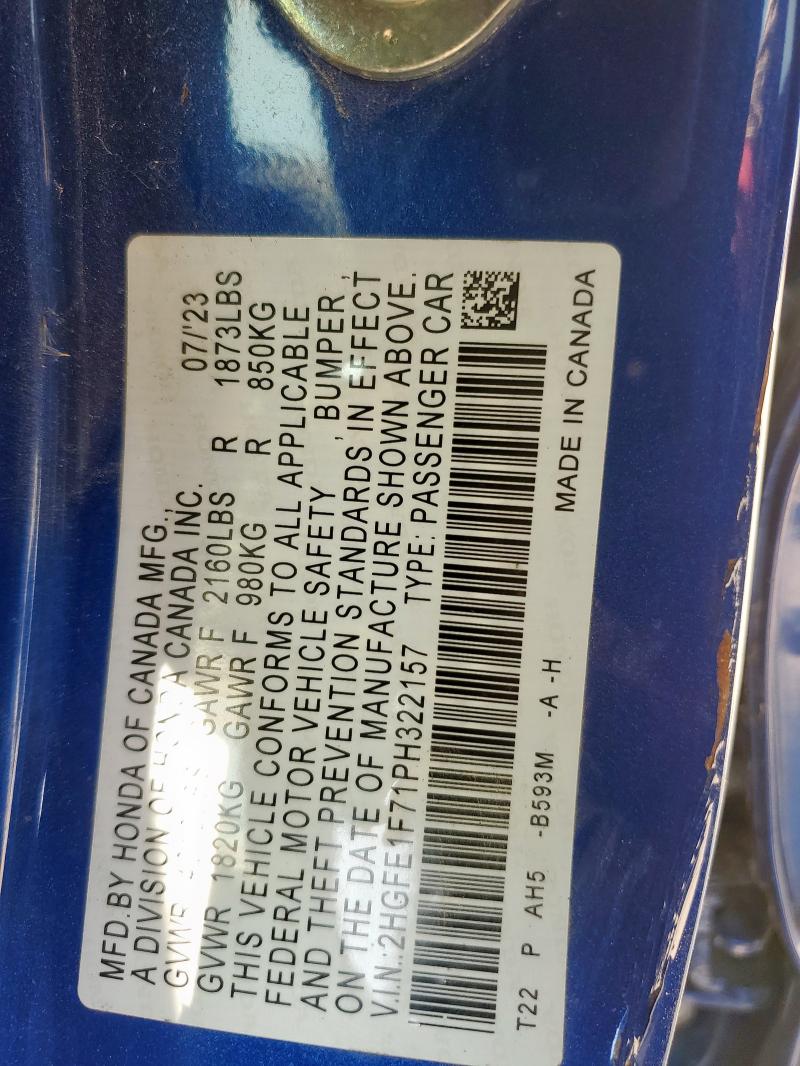 MFD.BY HONDA OF CANADA MFG.,
A DIVISION OF HONDA CANADA INC. 07/'23
GVWR GAWR F 2160LBS R 1873LBS
GVWR 1820KG GAWR F 980KG R 850KG
THIS VEHICLE CONFORMS TO ALL APPLICABLE
FEDERAL MOTOR VEHICLE SAFETY , BUMPER ,
AND THEFT PREVENTION STANDARDS IN EFFECT
ON THE DATE OF MANUFACTURE SHOWN ABOVE.
V.I.N.:2HGFE1F71PH322157 TYPE: PASSENGER CAR
T22 P AH5 -B593M -A -H MADE IN CANADA